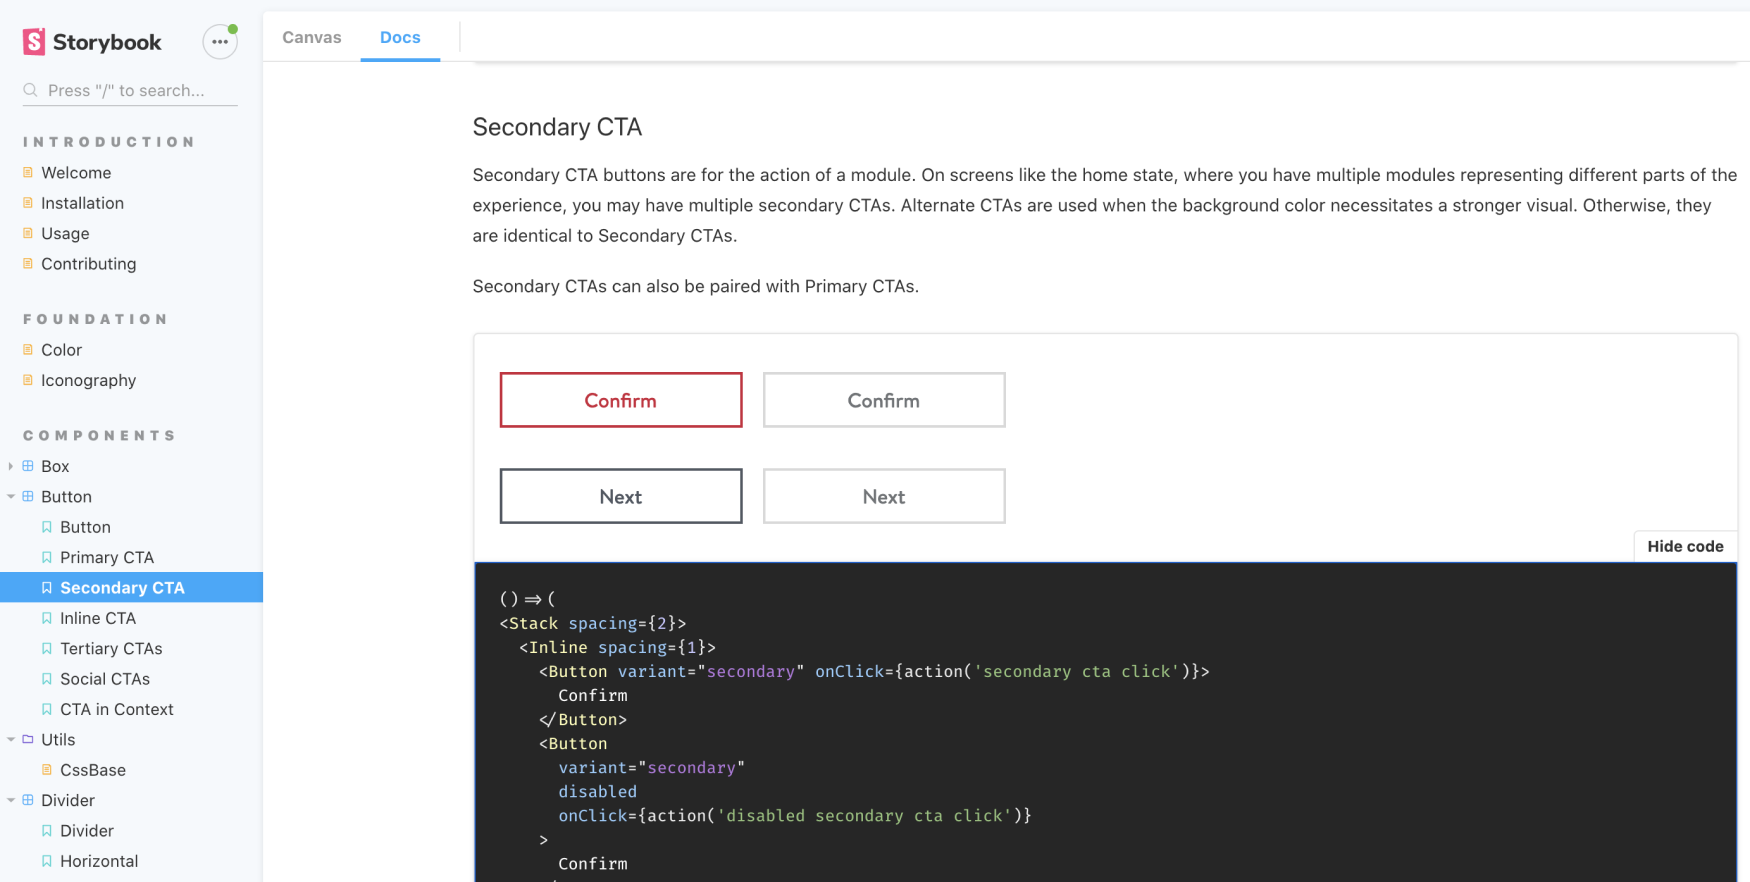 Storybook
Press "/" to search...
INTRODUCTION
Welcome
Installation
Usage
Contributing
FOUNDATION
Color
Iconography
COMPONENTS
Box
Button
Button
Primary CTA
Secondary CTA
Inline CTA
Tertiary CTAs
Social CTAs
CTA in Context
Utils
CssBase
Divider
Divider
Horizontal
Canvas Docs
Secondary CTA
Secondary CTA buttons are for the action of a module. On screens like the home state, where you have multiple modules representing different parts of the
experience, you may have multiple secondary CTAs. Alternate CTAs are used when the background color necessitates a stronger visual. Otherwise, they
are identical to Secondary CTAs.
Secondary CTAs can also be paired with Primary CTAs.
Confirm Confirm
Next Next
Hide code
() => (
<Stack spacing={2}>
<Inline spacing={1}>
<Button variant="secondary" onClick={action('secondary cta click')}>
Confirm
</Button>
<Button
variant="secondary"
disabled
onClick={action('disabled secondary cta click')}
>
Confirm